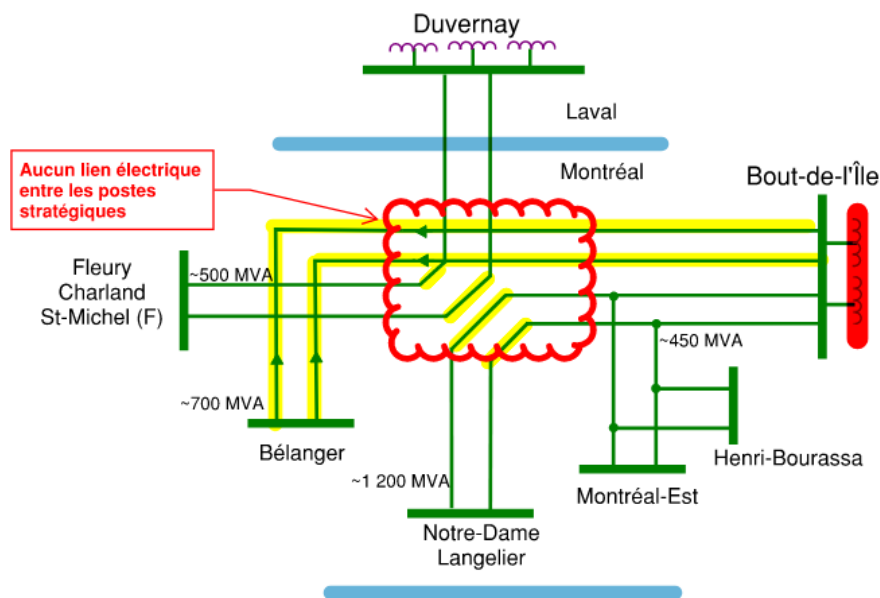 Duvernay
Laval
Aucun lien électrique
entre les postes
stratégiques
Montréal
Bout-de-l'Île
Fleury
Charland
St-Michel (F)
~500 MVA
~450 MVA
~700 MVA
Bélanger
~1 200 MVA
Henri-Bourassa
Montréal-Est
Notre-Dame
Langelier